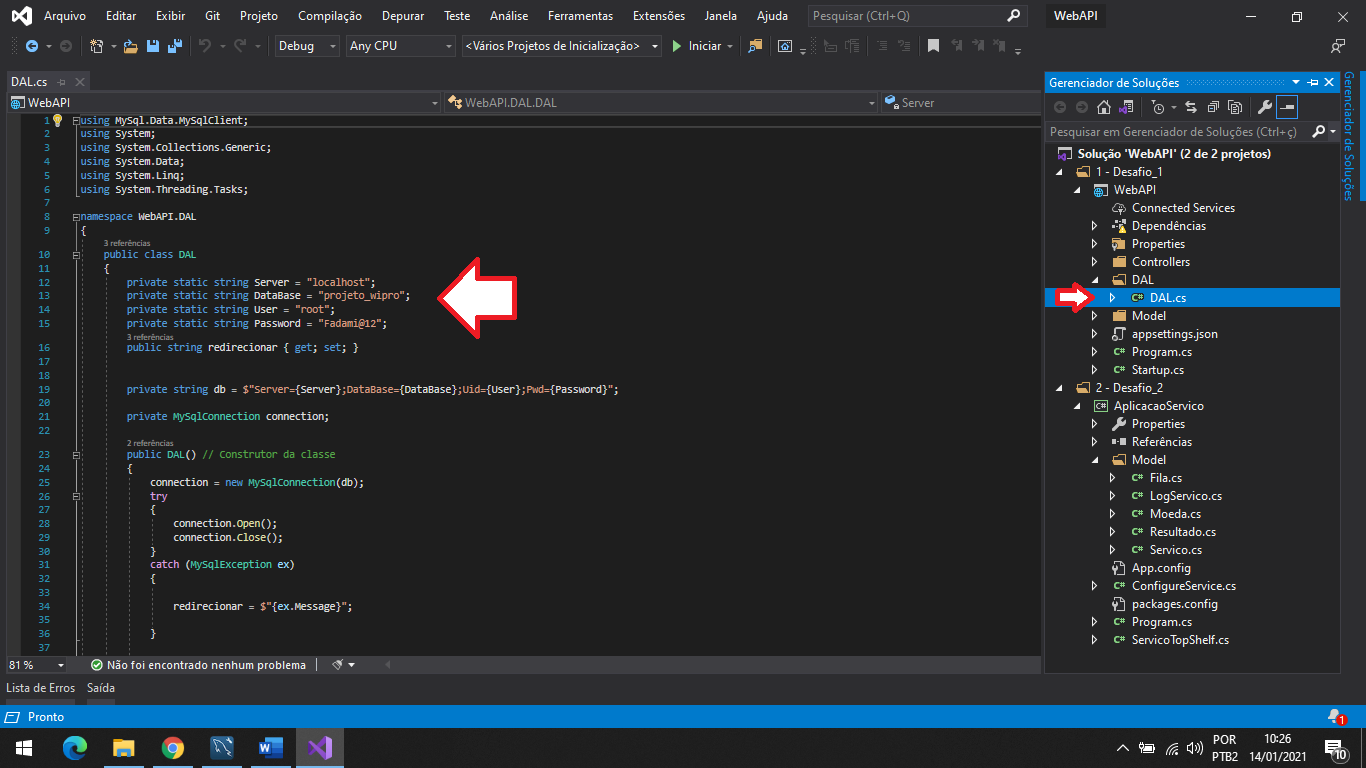 Arquivo Editar Exibir Git Projeto Compilação Depurar Teste Análise Ferramentas Extensões Janela Ajuda Pesquisar (Ctrl+Q) WebAPI
Debug Any CPU <Vários Projetos de Inicialização> Iniciar
DAL.cs
WebAPI WebAPI.DAL.DAL Server
1 using MySql.Data.MySqlClient;
2 using System;
3 using System.Collections.Generic;
4 using System.Data;
5 using System.Linq;
6 using System.Threading.Tasks;
7
8 namespace WebAPI.DAL
9 {
3 referências
10 public class DAL
11 {
12 private static string Server = "localhost";
13 private static string DataBase = "projeto_wipro";
14 private static string User = "root";
15 private static string Password = "Fadami@12";
3 referências
16 public string redirecionar { get; set; }
17
18
19 private string db = $"Server={Server};DataBase={DataBase};Uid={User};Pwd={Password}";
20
21 private MySqlConnection connection;
22
2 referências
23 public DAL() // Construtor da classe
24 {
25 connection = new MySqlConnection(db);
26 try
27 {
28 connection.Open();
29 connection.Close();
30 }
31 catch (MySqlException ex)
32 {
33
34 redirecionar = $"{ex.Message}";
35
36 }
37
81 % Não foi encontrado nenhum problema
Lista de Erros Saída
Pronto
Gerenciador de Soluções
Pesquisar em Gerenciador de Soluções (Ctrl+ç)
Solução 'WebAPI' (2 de 2 projetos)
1 - Desafio_1
WebAPI
Connected Services
Dependências
Properties
Controllers
DAL
C# DAL.cs
Model
appsettings.json
C# Program.cs
C# Startup.cs
2 - Desafio_2
C# AplicacaoServico
Properties
Referências
Model
C# Fila.cs
C# LogServico.cs
C# Moeda.cs
C# Resultado.cs
C# Servico.cs
App.config
C# ConfigureService.cs
packages.config
C# Program.cs
C# ServicoTopShelf.cs
Gerenciador de Soluções
1
POR
PTB2
10:26
14/01/2021
10